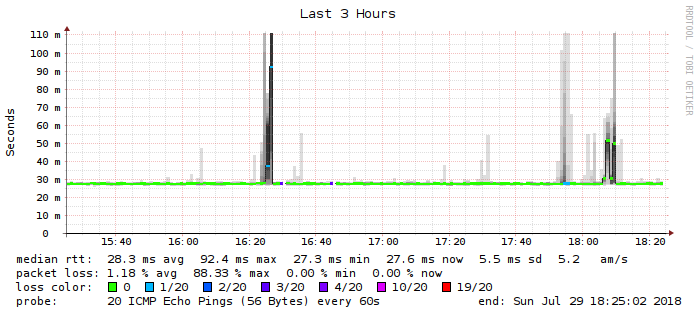 Last 3 Hours
RRDTOOL / TOBI OETIKER
Seconds
110 m
100 m
90 m
80 m
70 m
60 m
50 m
40 m
30 m
20 m
10 m
0
15:40 16:00 16:20 16:40 17:00 17:20 17:40 18:00 18:20
median rtt: 28.3 ms avg 92.4 ms max 27.3 ms min 27.6 ms now 5.5 ms sd 5.2 am/s
packet loss: 1.18 % avg 88.33 % max 0.00 % min 0.00 % now
loss color: 0 1/20 2/20 3/20 4/20 10/20 19/20
probe: 20 ICMP Echo Pings (56 Bytes) every 60s end: Sun Jul 29 18:25:02 2018